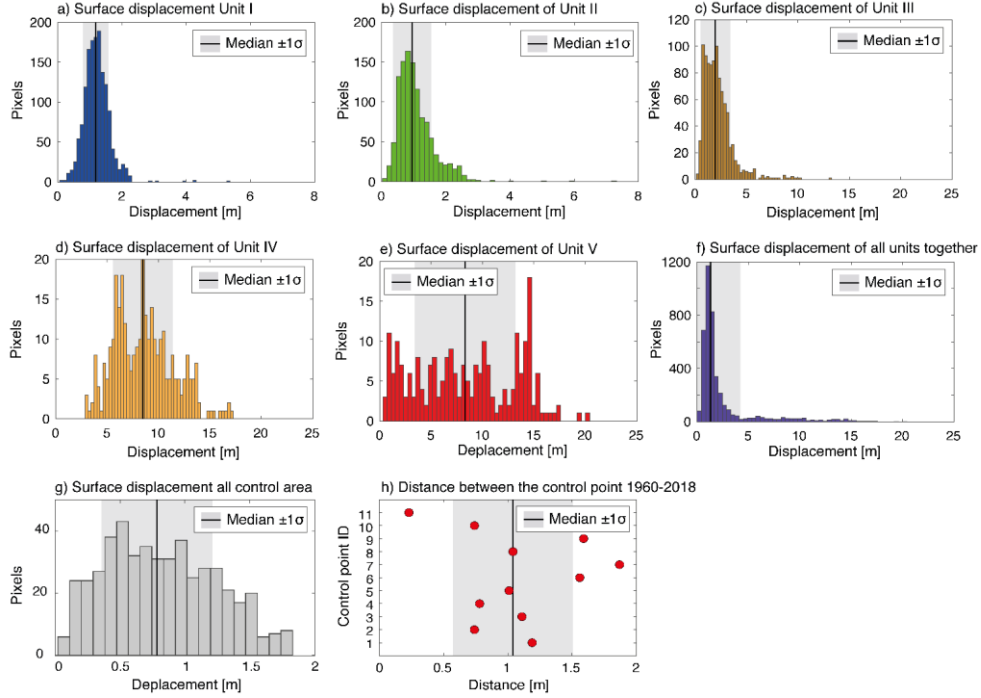 a) Surface displacement Unit I
200
150
100
50
0
Pixels
Median ±1σ
0 2 4 6 8
Displacement [m]
b) Surface displacement of Unit II
200
150
100
50
0
Pixels
Median ±1σ
0 2 4 6 8
Displacement [m]
c) Surface displacement of Unit III
120
100
80
60
40
20
0
Pixels
Median ±1σ
0 5 10 15 20 25
Displacement [m]
d) Surface displacement of Unit IV
20
15
10
5
0
Pixels
Median ±1σ
0 5 10 15 20 25
Displacement [m]
e) Surface displacement of Unit V
20
15
10
5
0
Pixels
Median ±1σ
0 5 10 15 20 25
Deplacement [m]
f) Surface displacement of all units together
1200
800
400
0
Pixels
Median ±1σ
0 5 10 15 20 25
Displacement [m]
g) Surface displacement all control area
40
20
0
Pixels
Median ±1σ
0 0.5 1 1.5 2
Deplacement [m]
h) Distance between the control point 1960-2018
11
10
9
8
7
6
5
4
3
2
1
Control point ID
Median ±1σ
0 0.5 1 1.5 2
Distance [m]